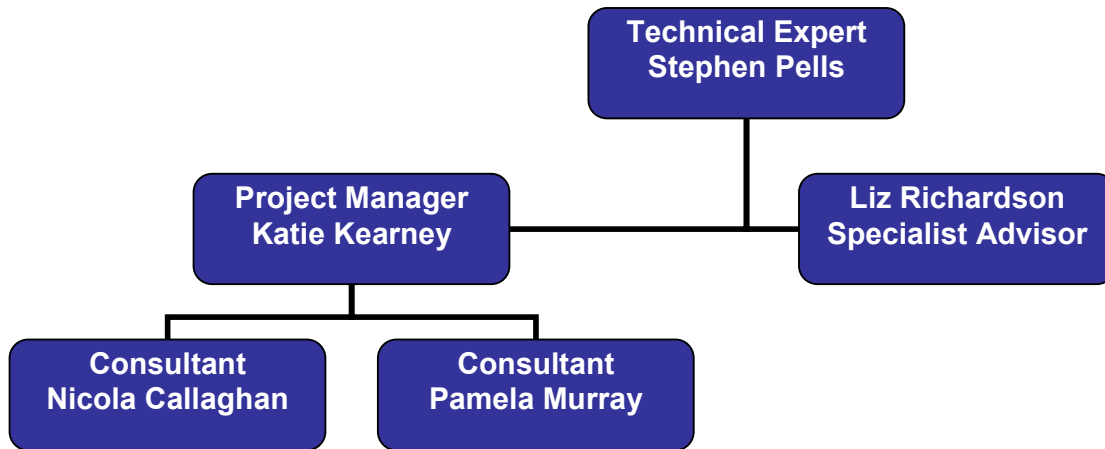 Technical Expert
Stephen Pells
Project Manager
Katie Kearney
Liz Richardson
Specialist Advisor
Consultant
Nicola Callaghan
Consultant
Pamela Murray